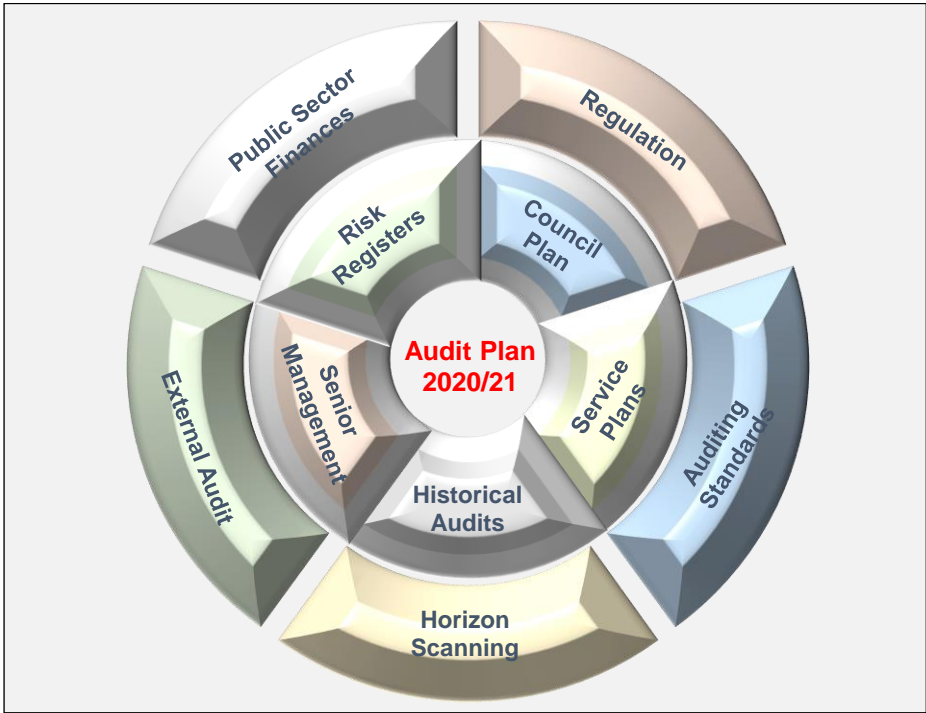 Public Sector
Finances
Regulation
Risk
Registers
Council
Plan
Audit Plan
2020/21
Senior
Management
Service
Plans
External Audit
Auditing
Standards
Historical
Audits
Horizon
Scanning